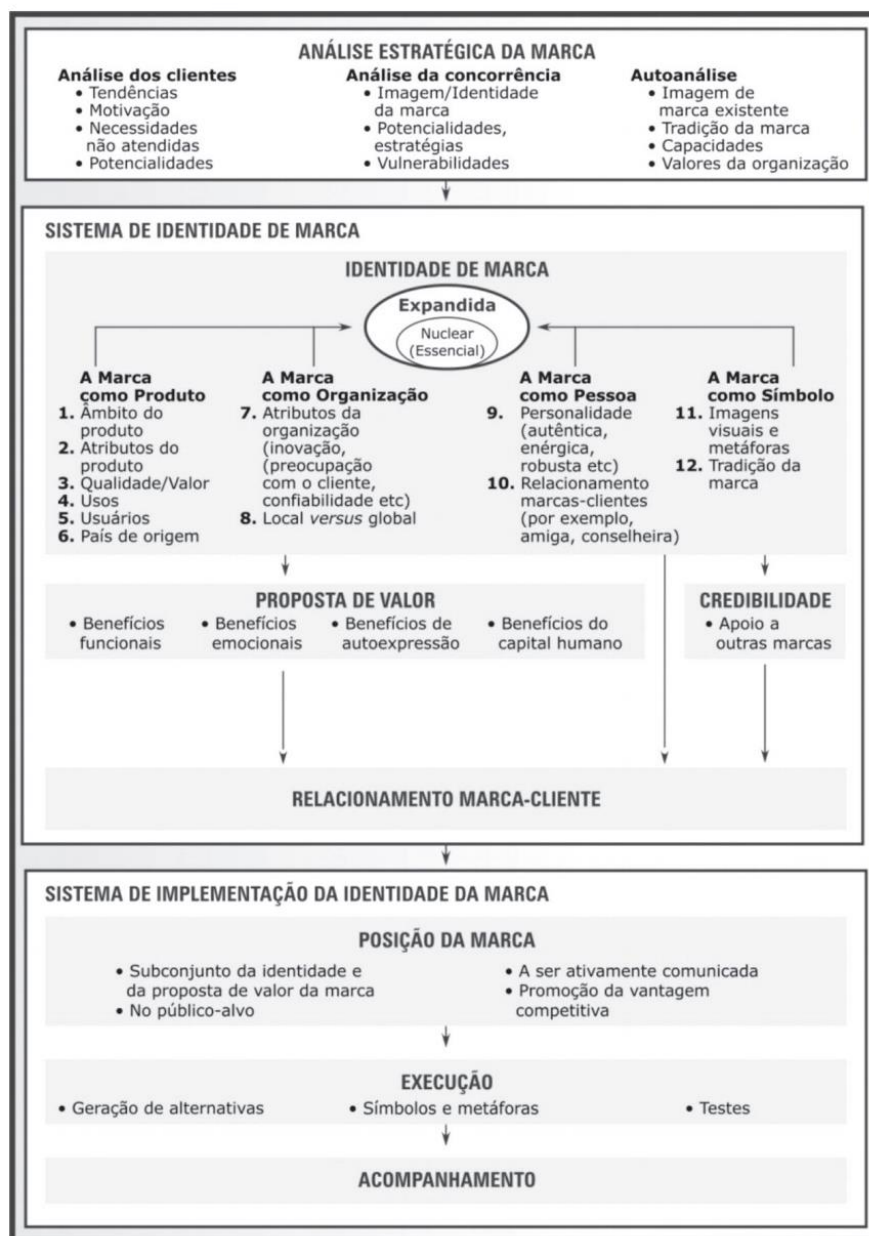 ANÁLISE ESTRATÉGICA DA MARCA
Análise dos clientes
• Tendências
• Motivação
• Necessidades
não atendidas
• Potencialidades
Análise da concorrência
• Imagem/Identidade
da marca
• Potencialidades,
estratégias
• Vulnerabilidades
Autoanálise
• Imagem de
marca existente
• Tradição da marca
• Capacidades
• Valores da organização
SISTEMA DE IDENTIDADE DE MARCA
IDENTIDADE DE MARCA
Expandida
Nuclear
(Essencial)
A Marca
como Produto
1. Âmbito do
produto
2. Atributos do
produto
3. Qualidade/Valor
4. Usos
5. Usuários
6. País de origem
A Marca
como Organização
7. Atributos da
organização
(inovação,
(preocupação
com o cliente,
confiabilidade etc)
8. Local versus global
A Marca
como Pessoa
9. Personalidade
(autêntica,
enérgica,
robusta etc)
10. Relacionamento
marcas-clientes
(por exemplo,
amiga, conselheira)
A Marca
como Símbolo
11. Imagens
visuais e
metáforas
12. Tradição da
marca
PROPOSTA DE VALOR
• Benefícios
funcionais
• Benefícios
emocionais
• Benefícios de
autoexpressão
• Benefícios do
capital humano
CREDIBILIDADE
• Apoio a
outras marcas
RELACIONAMENTO MARCA-CLIENTE
SISTEMA DE IMPLEMENTAÇÃO DA IDENTIDADE DA MARCA
POSIÇÃO DA MARCA
• Subconjunto da identidade e
da proposta de valor da marca
• No público-alvo
• A ser ativamente comunicada
• Promoção da vantagem
competitiva
EXECUÇÃO
• Geração de alternativas
• Símbolos e metáforas
• Testes
ACOMPANHAMENTO